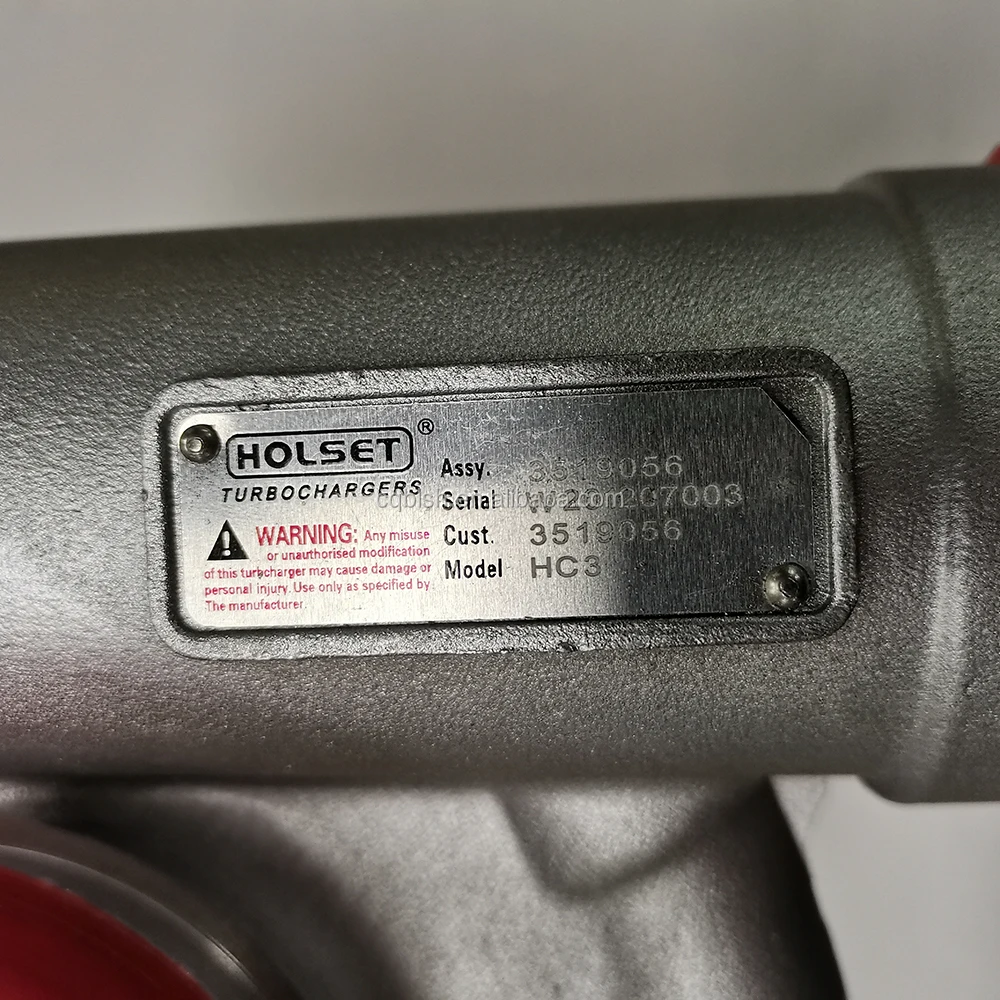 HOLSET®
TURBOCHARGERS
WARNING: Any misuse
or unauthorised modification
of this turbocharger may cause damage or
personal injury. Use only as specified by
The manufacturer.
Assy. 3519056
Serial
Cust. 3519056
Model HC3